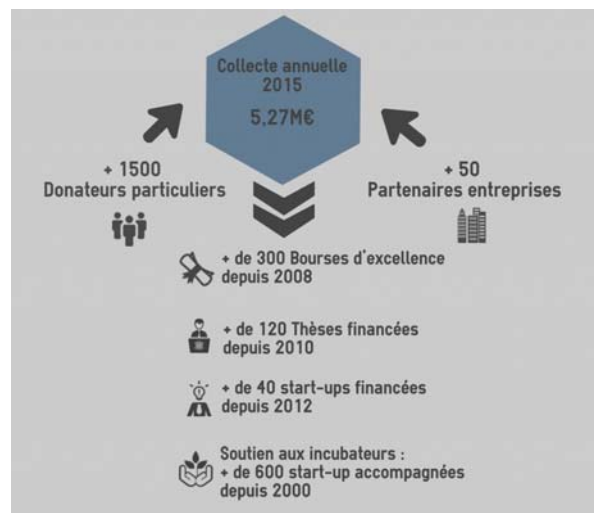 Collecte annuelle
2015
5,27M€
+ 1500
Donateurs particuliers
+ 50
Partenaires entreprises
+ de 300 Bourses d'excellence
depuis 2008
+ de 120 Thèses financées
depuis 2010
+ de 40 start-ups financées
depuis 2012
Soutien aux incubateurs :
+ de 600 start-up accompagnées
depuis 2000